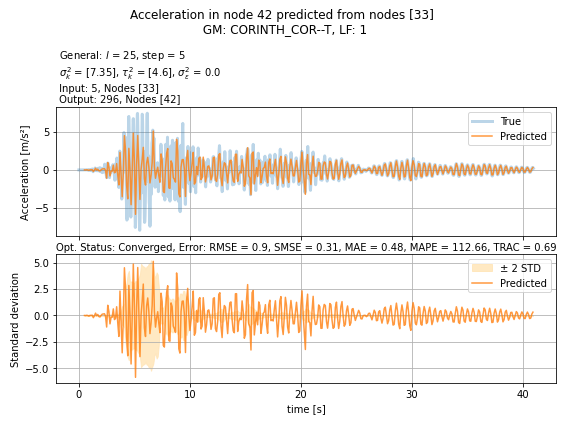 Acceleration in node 42 predicted from nodes [33]
GM: CORINTH_COR--T, LF: 1
General: l = 25, step = 5
σ²ₖ = [7.35], τ²ₖ = [4.6], σ²ε = 0.0
Input: 5, Nodes [33]
Output: 296, Nodes [42]
True
Predicted
Acceleration [m/s²]
5
0
−5
Opt. Status: Converged, Error: RMSE = 0.9, SMSE = 0.31, MAE = 0.48, MAPE = 112.66, TRAC = 0.69
± 2 STD
Predicted
Standard deviation
5.0
2.5
0.0
−2.5
−5.0
0 10 20 30 40
time [s]